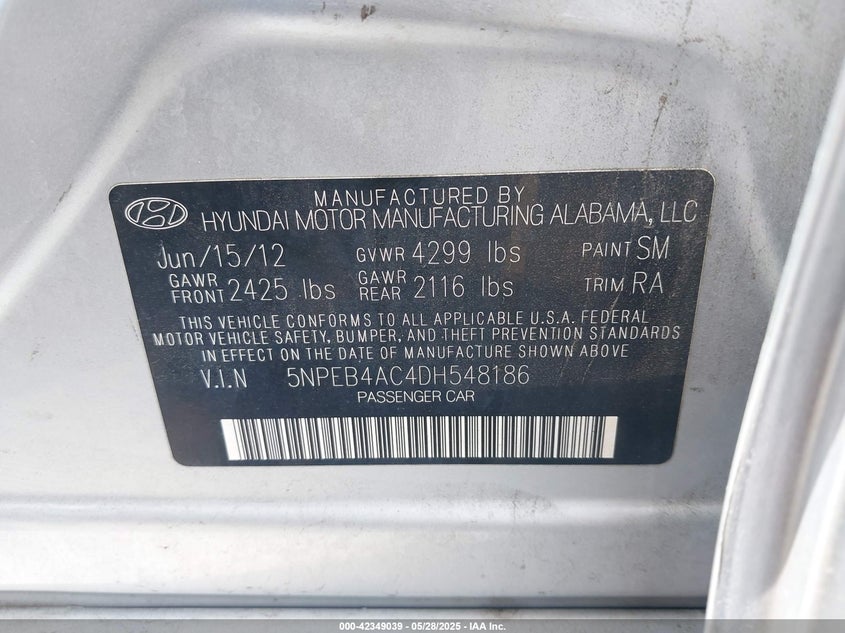 MANUFACTURED BY
HYUNDAI MOTOR MANUFACTURING ALABAMA, LLC
Jun/15/12 GVWR 4299 lbs PAINT SM
GAWR FRONT 2425 lbs GAWR REAR 2116 lbs TRIM RA
THIS VEHICLE CONFORMS TO ALL APPLICABLE U.S.A. FEDERAL
MOTOR VEHICLE SAFETY, BUMPER, AND THEFT PREVENTION STANDARDS
IN EFFECT ON THE DATE OF MANUFACTURE SHOWN ABOVE
V.I.N 5NPEB4AC4DH548186
PASSENGER CAR
000-42349039 - 05/28/2025 - IAA Inc.